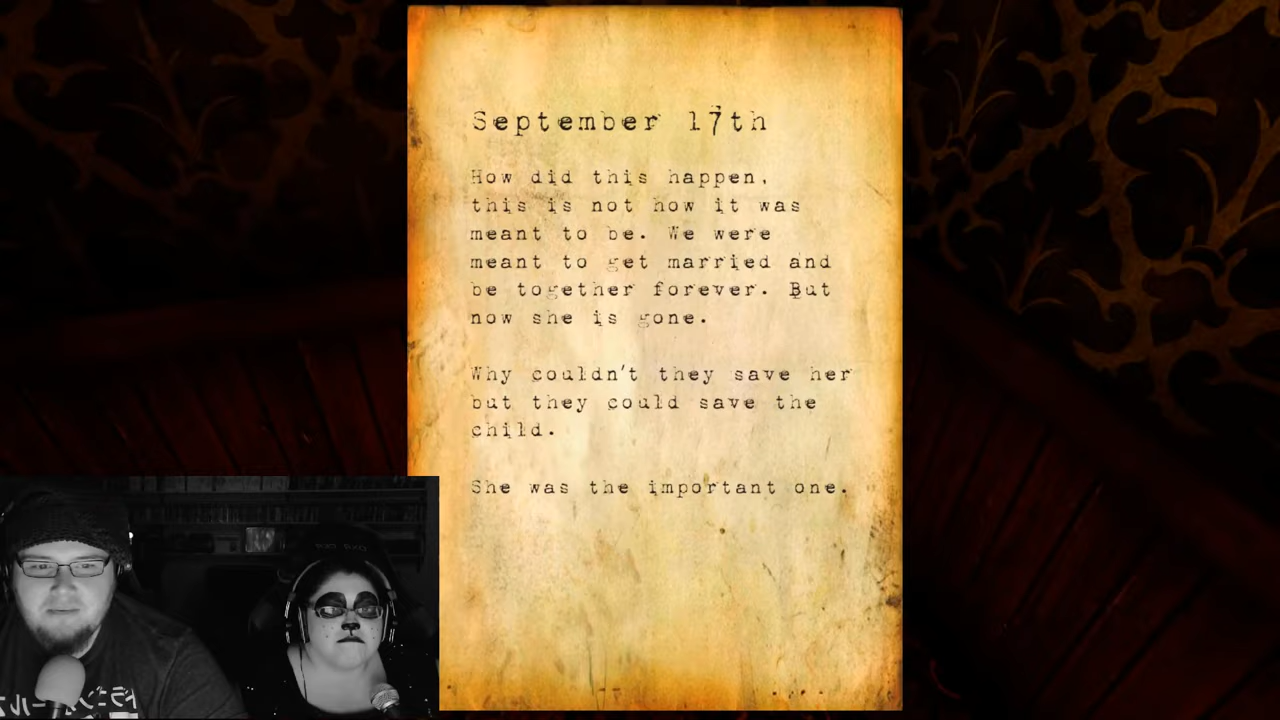 September 17th
How did this happen,
this is not how it was
meant to be. We were
meant to get married and
be together forever. But
now she is gone.
Why couldn't they save her
but they could save the
child.
She was the important one.